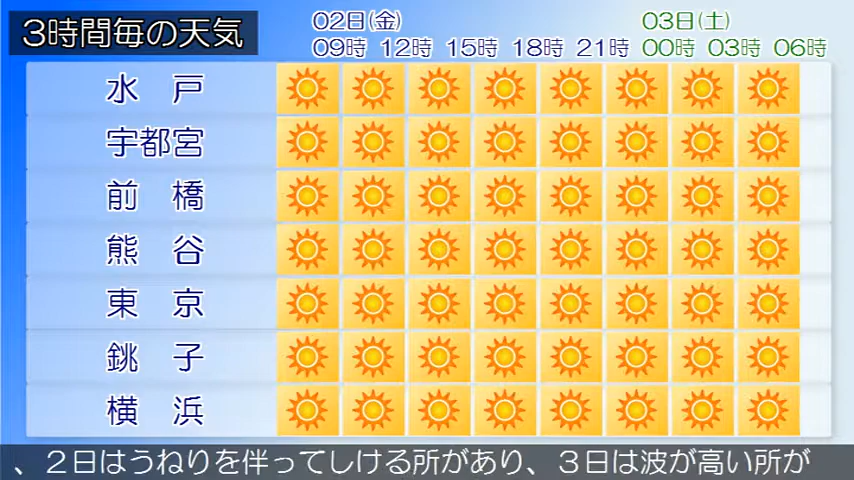 3時間毎の天気
02日(金) 03日(土)
09時 12時 15時 18時 21時 00時 03時 06時
水戸
宇都宮
前橋
熊谷
東京
銚子
横浜
、２日はうねりを伴ってしける所があり、３日は波が高い所が